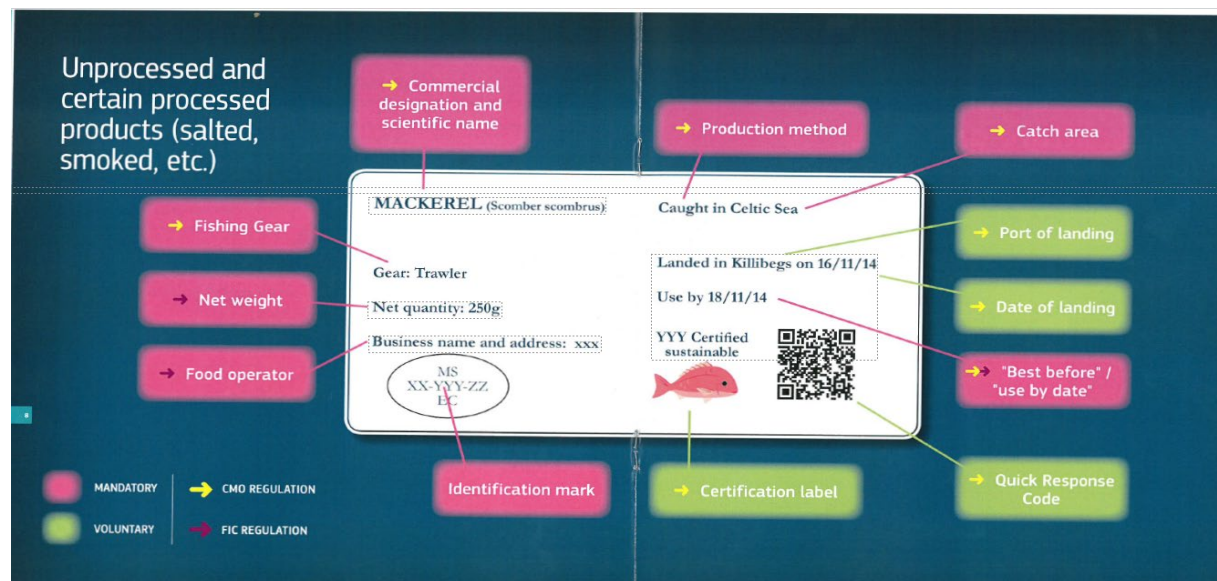 Unprocessed and
certain processed
products (salted,
smoked, etc.)
Commercial
designation and
scientific name
Production method
Catch area
MACKEREL (Scomber scombrus)
Caught in Celtic Sea
Fishing Gear
Port of landing
Gear: Trawler
Landed in Killibegs on 16/11/14
Net weight
Net quantity: 250g
Use by 18/11/14
Date of landing
Business name and address: xxx
YYY Certified
sustainable
Food operator
MS
XX-YYY-ZZ
EC
"Best before" /
"use by date"
8
Identification mark
Certification label
Quick Response
Code
MANDATORY
CMO REGULATION
VOLUNTARY
FIC REGULATION